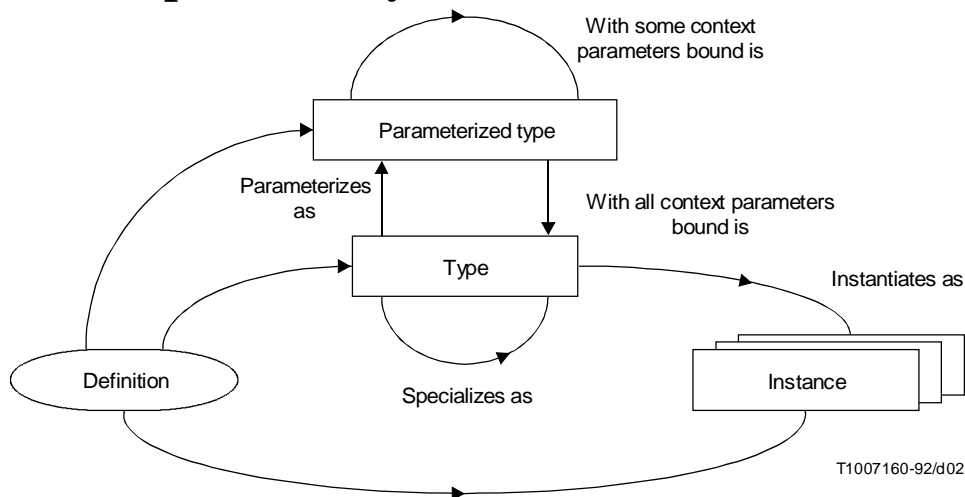 With some context
parameters bound is
Parameterized type
Parameterizes
as
With all context parameters
bound is
Type
Instantiates as
Definition
Specializes as
Instance
T1007160-92/d02